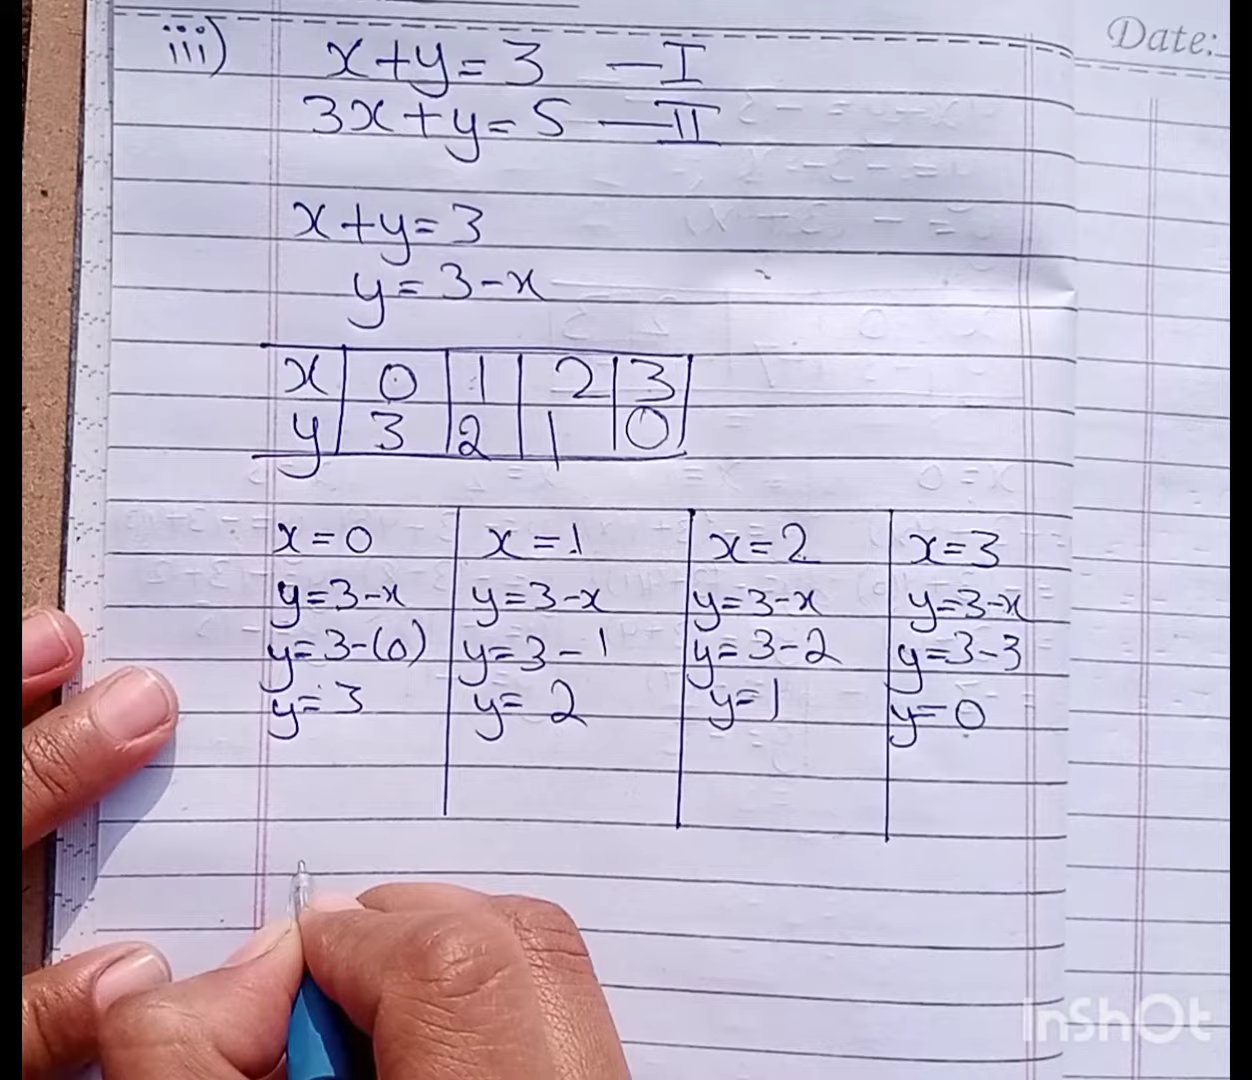 Date:
iii) x+y=3 —I
3x+y=5 —II
x+y=3
y=3-x
x 0 1 2 3
y 3 2 1 0
x=0 x=1 x=2 x=3
y=3-x y=3-x y=3-x y=3-x
y=3-(0) y=3-1 y=3-2 y=3-3
y=3 y=2 y=1 y=0
InShOt